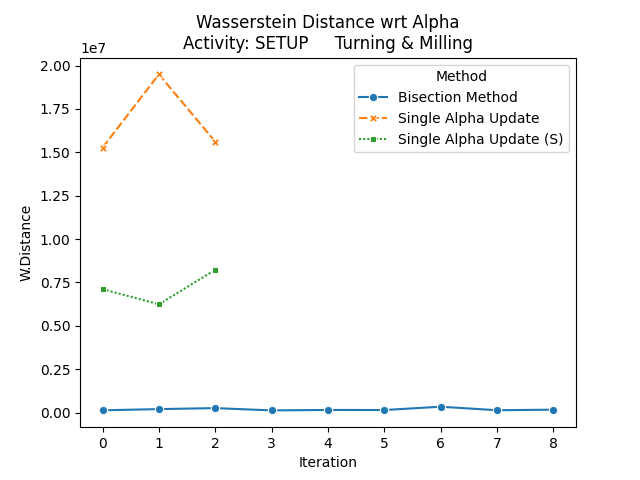 Wasserstein Distance wrt Alpha
Activity: SETUP     Turning & Milling
1e7
2.00
1.75
1.50
1.25
1.00
0.75
0.50
0.25
0.00
W.Distance
Method
Bisection Method
Single Alpha Update
Single Alpha Update (S)
0 1 2 3 4 5 6 7 8
Iteration